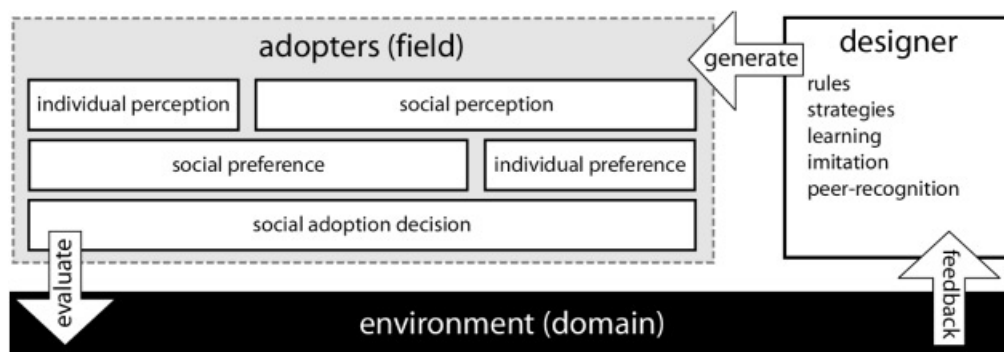 adopters (field)
individual perception
social perception
social preference
individual preference
social adoption decision
evaluate
generate
designer
rules
strategies
learning
imitation
peer-recognition
feedback
environment (domain)